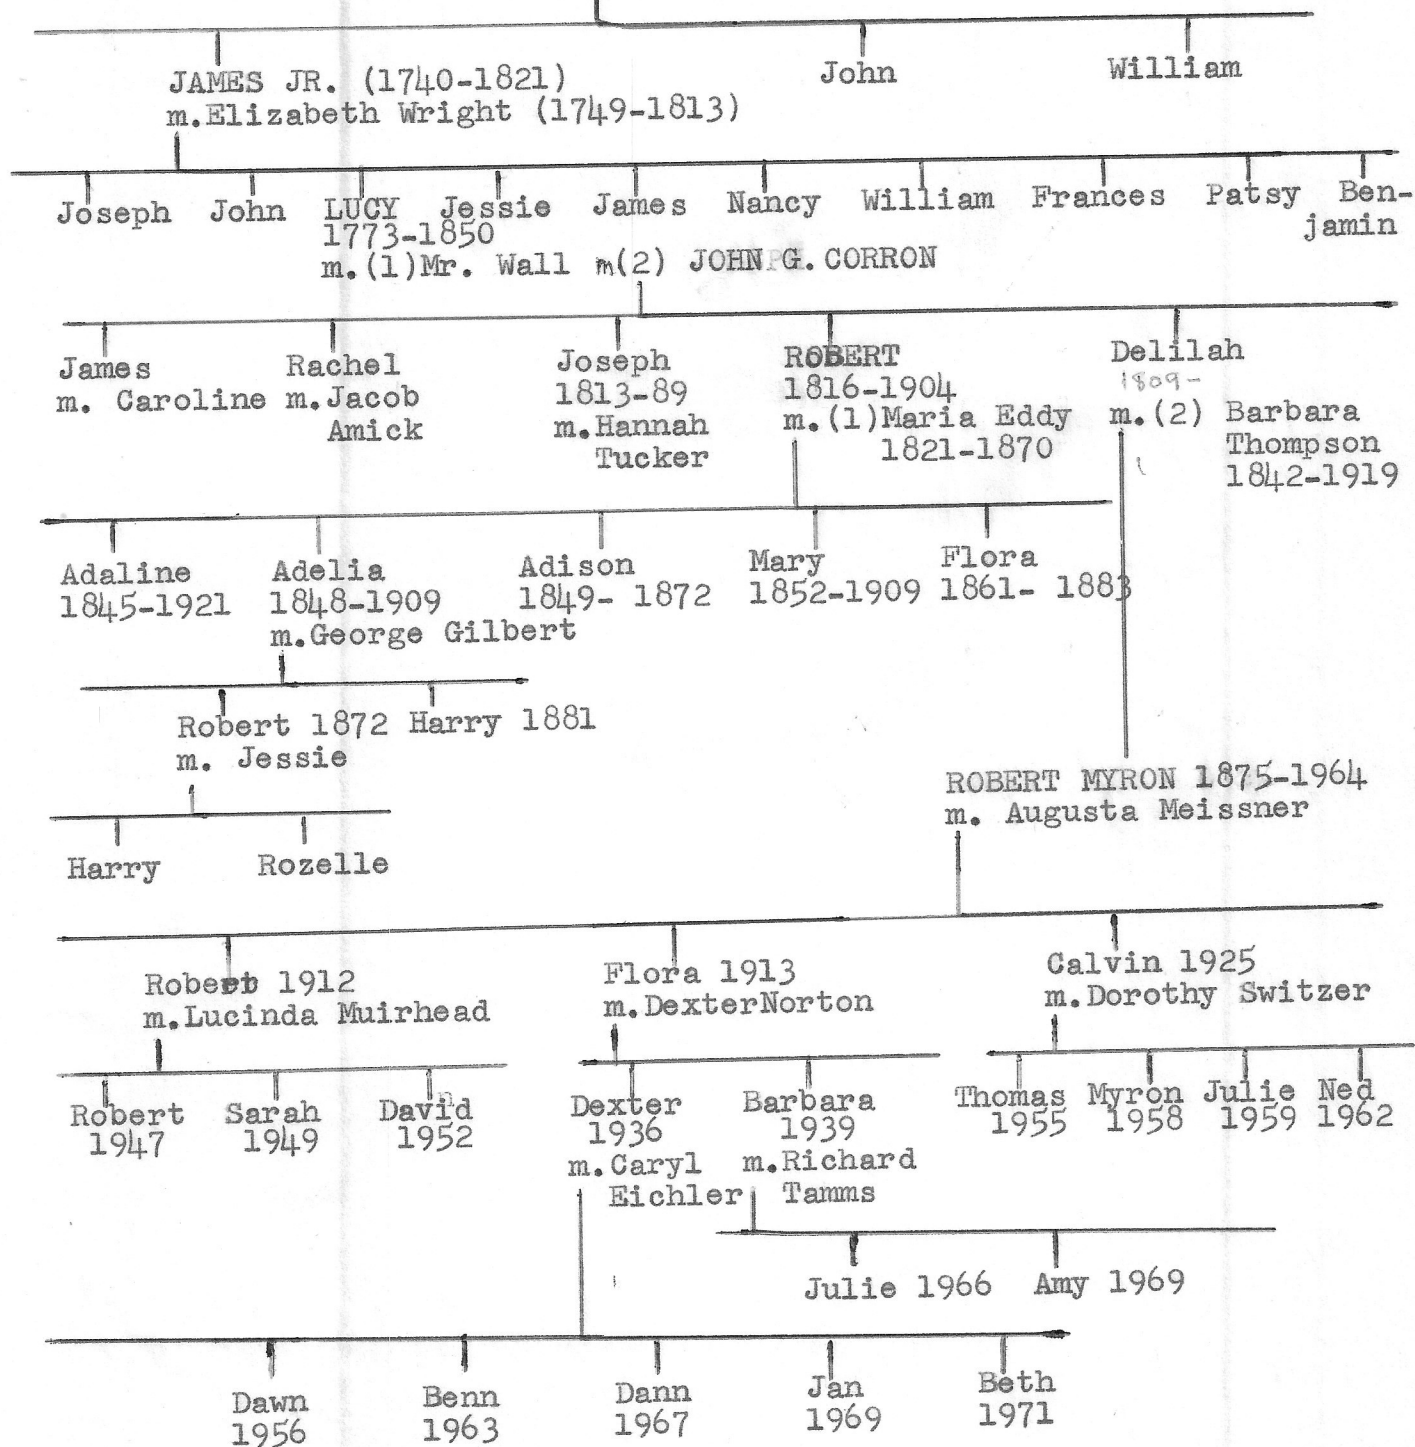 JAMES JR. (1740-1821) John William
m.Elizabeth Wright (1749-1813)
Joseph John LUCY Jessie James Nancy William Frances Patsy Ben-
1773-1850 jamin
m.(1)Mr. Wall m(2) JOHN G. CORRON
James Rachel Joseph ROBERT Delilah
m. Caroline m.Jacob 1813-89 1816-1904 1809-
Amick m.Hannah m.(1)Maria Eddy m.(2) Barbara
Tucker 1821-1870 Thompson
1842-1919
Adaline Adelia Adison Mary Flora
1845-1921 1848-1909 1849- 1872 1852-1909 1861- 1883
m.George Gilbert
Robert 1872 Harry 1881
m. Jessie
ROBERT MYRON 1875-1964
m. Augusta Meissner
Harry Rozelle
Robert 1912 Flora 1913 Calvin 1925
m.Lucinda Muirhead m.DexterNorton m.Dorothy Switzer
Robert Sarah David Dexter Barbara Thomas Myron Julie Ned
1947 1949 1952 1936 1939 1955 1958 1959 1962
m.Caryl m.Richard
Eichler Tamms
Julie 1966 Amy 1969
Dawn Benn Dann Jan Beth
1956 1963 1967 1969 1971